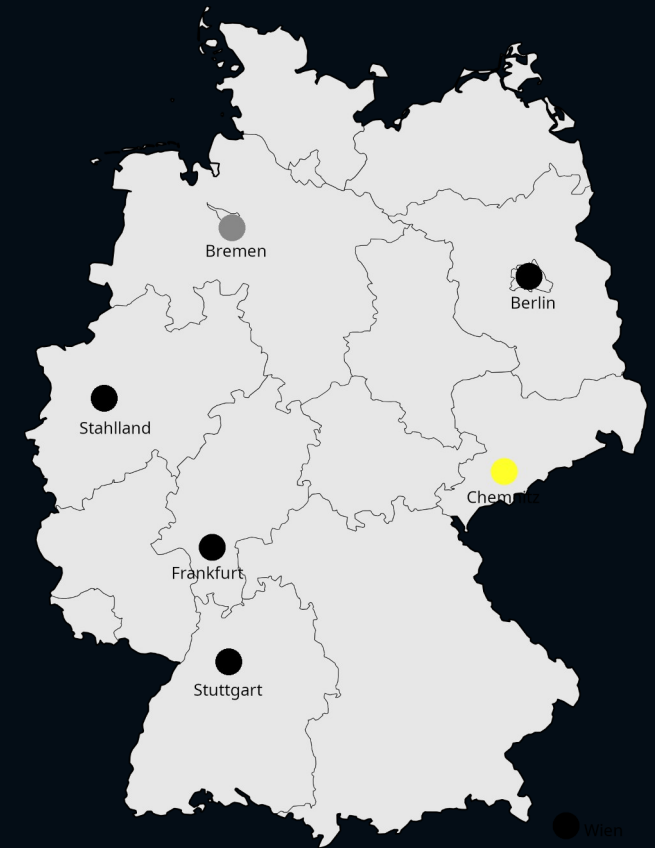 Bremen
Berlin
Stahlland
Chemnitz
Frankfurt
Stuttgart
Wien